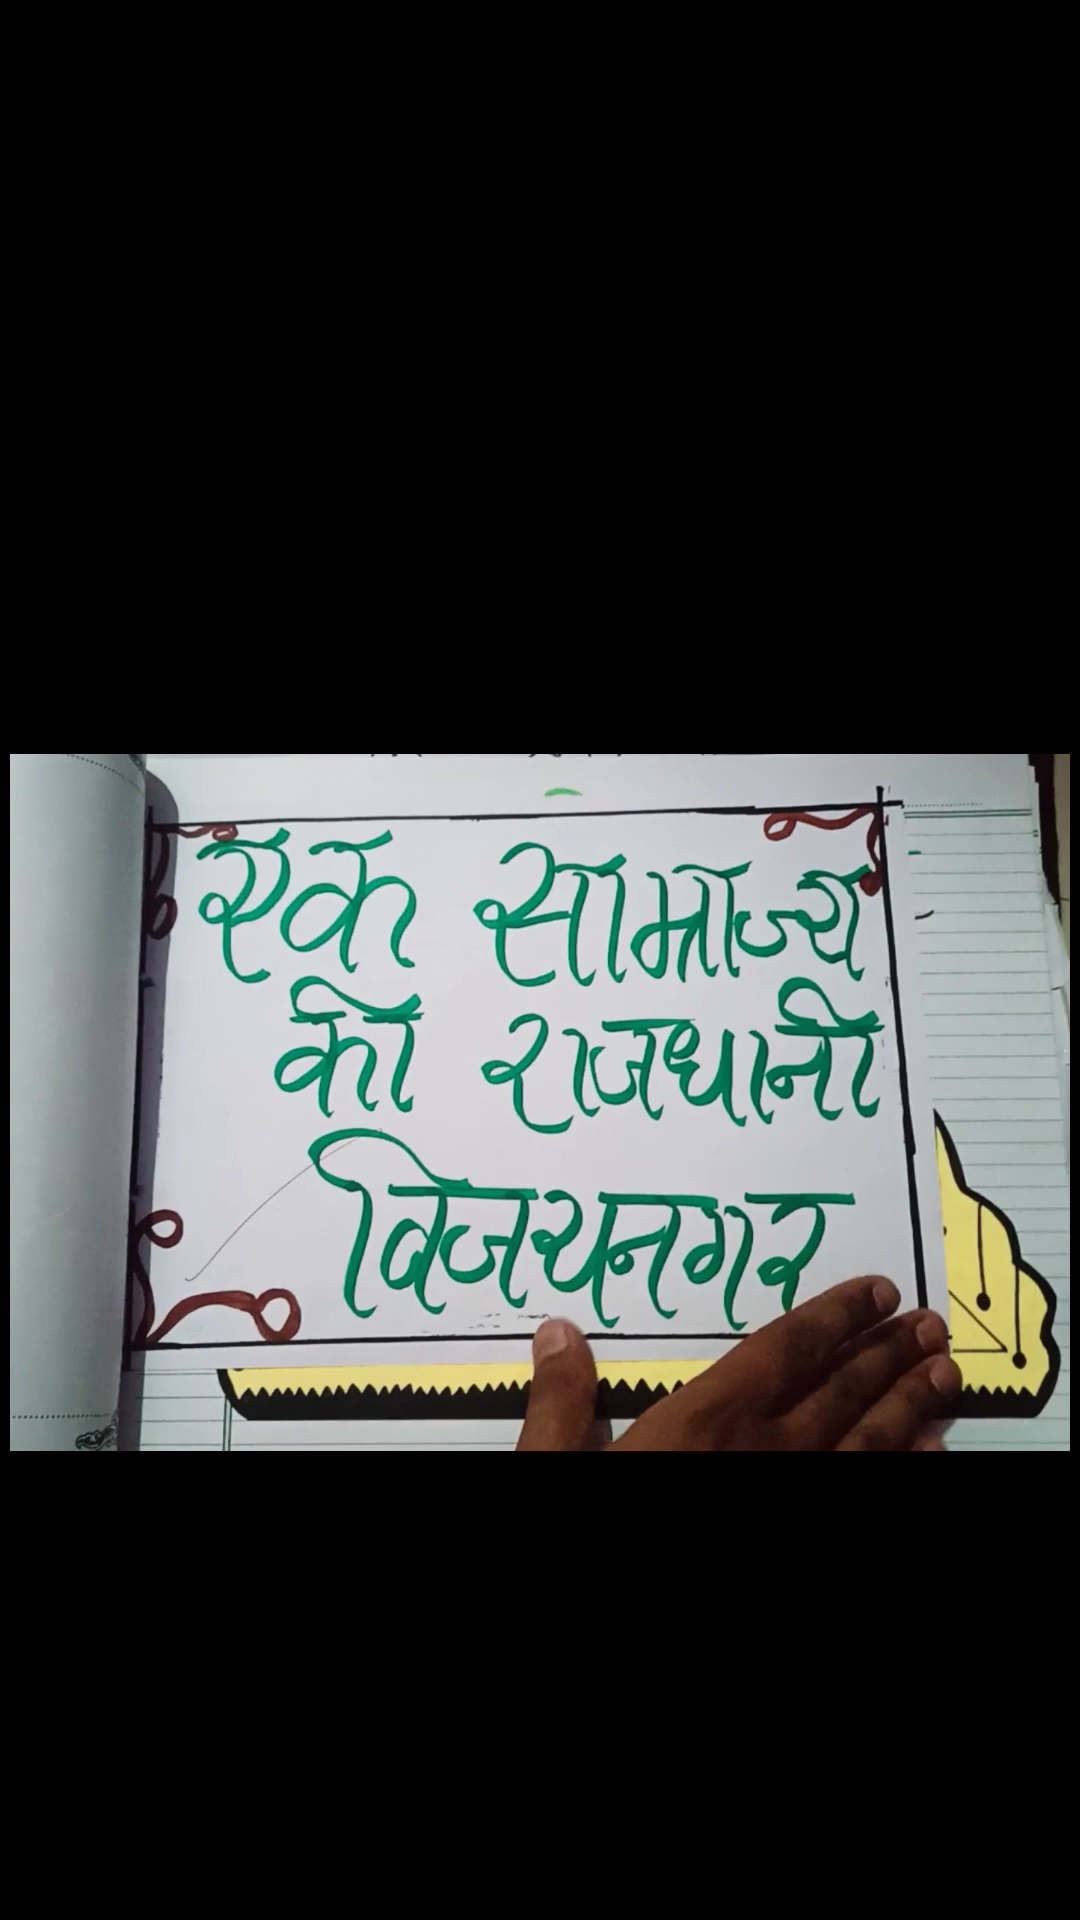 एक साम्राज्य
की राजधानी
विजयनगर